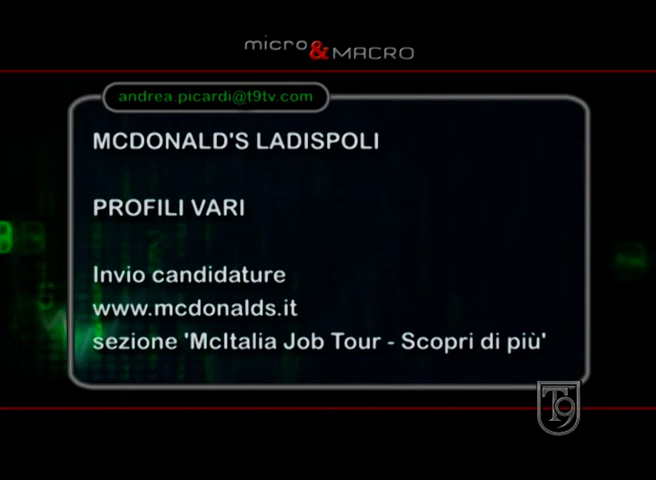 micro&MACRO
andrea.picardi@t9tv.com
MCDONALD'S LADISPOLI
PROFILI VARI
Invio candidature
www.mcdonalds.it
sezione 'McItalia Job Tour - Scopri di più'
T9